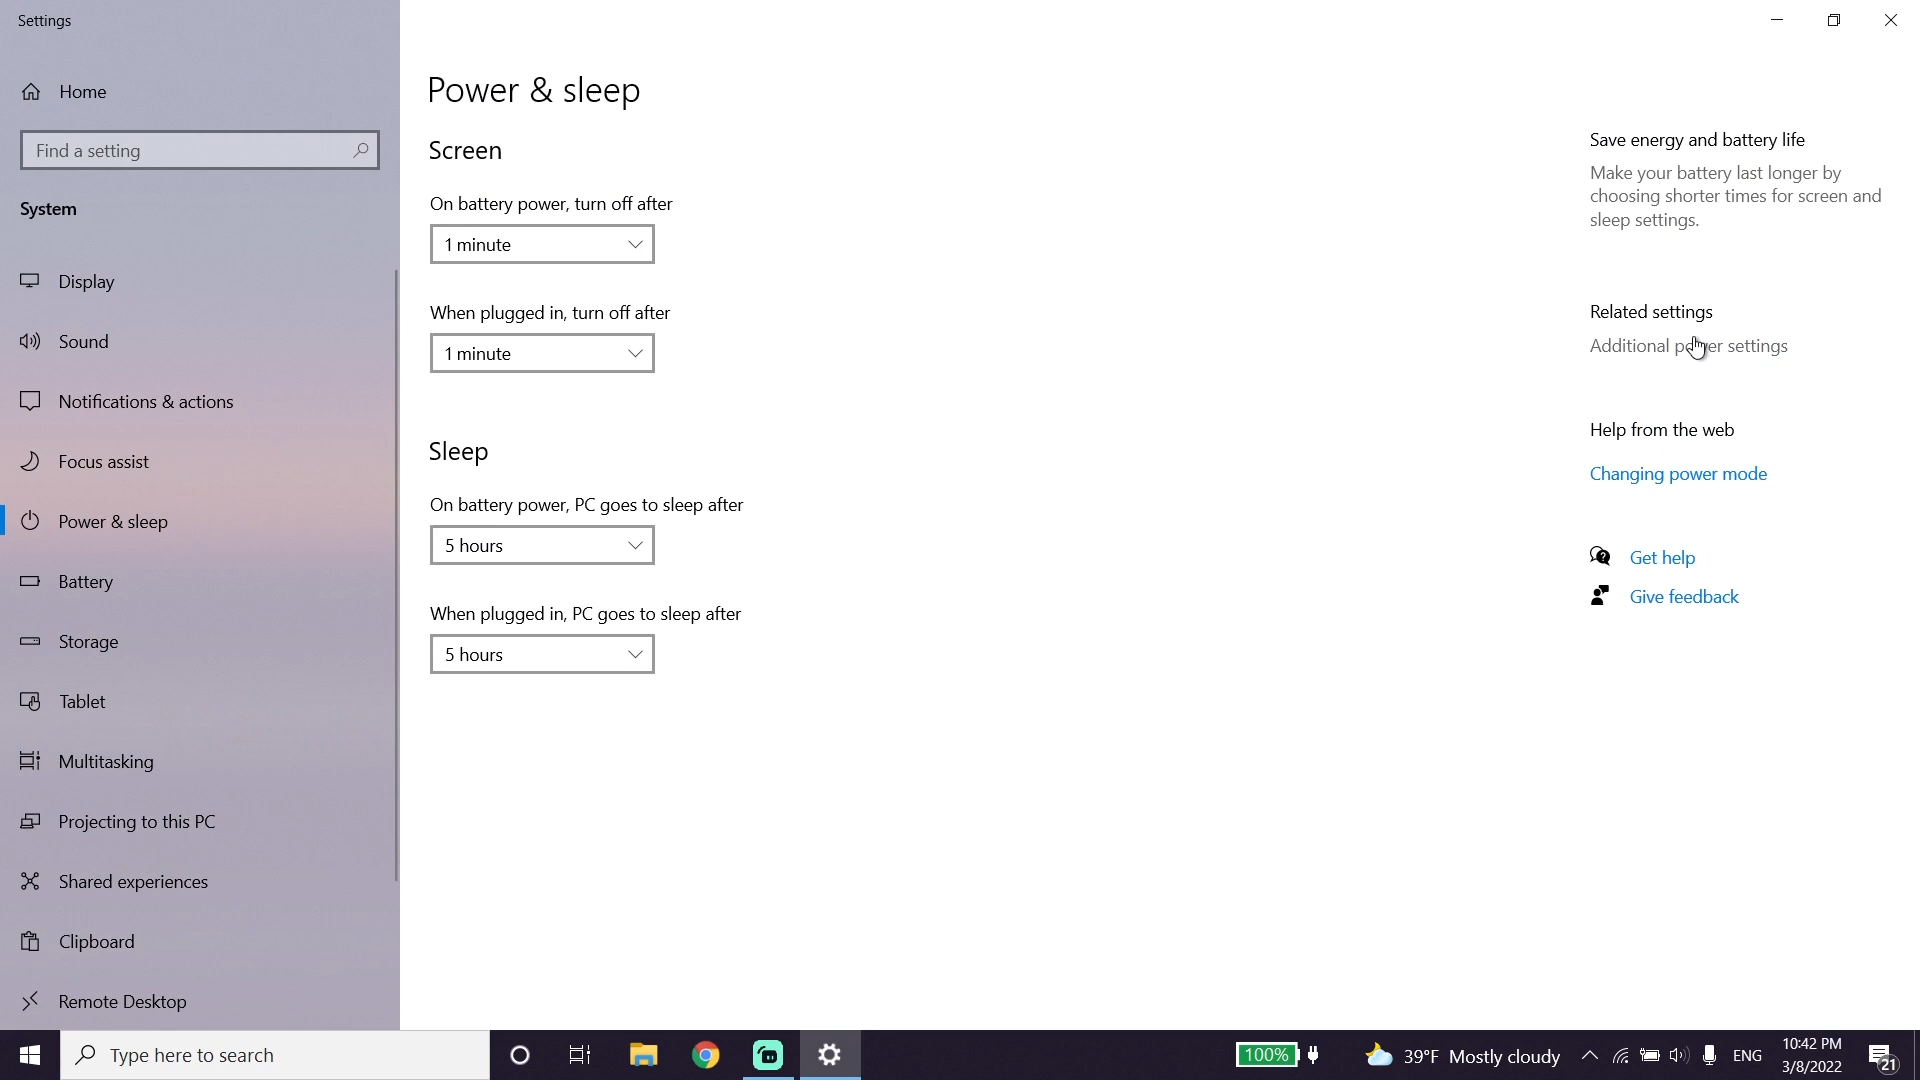 Settings
Home
Find a setting
System
Display
Sound
Notifications & actions
Focus assist
Power & sleep
Battery
Storage
Tablet
Multitasking
Projecting to this PC
Shared experiences
Clipboard
Remote Desktop
Power & sleep
Screen
On battery power, turn off after
1 minute
When plugged in, turn off after
1 minute
Sleep
On battery power, PC goes to sleep after
5 hours
When plugged in, PC goes to sleep after
5 hours
Save energy and battery life
Make your battery last longer by
choosing shorter times for screen and
sleep settings.
Related settings
Additional power settings
Help from the web
Changing power mode
Get help
Give feedback
Type here to search
100%
39°F Mostly cloudy
ENG
10:42 PM
3/8/2022
21